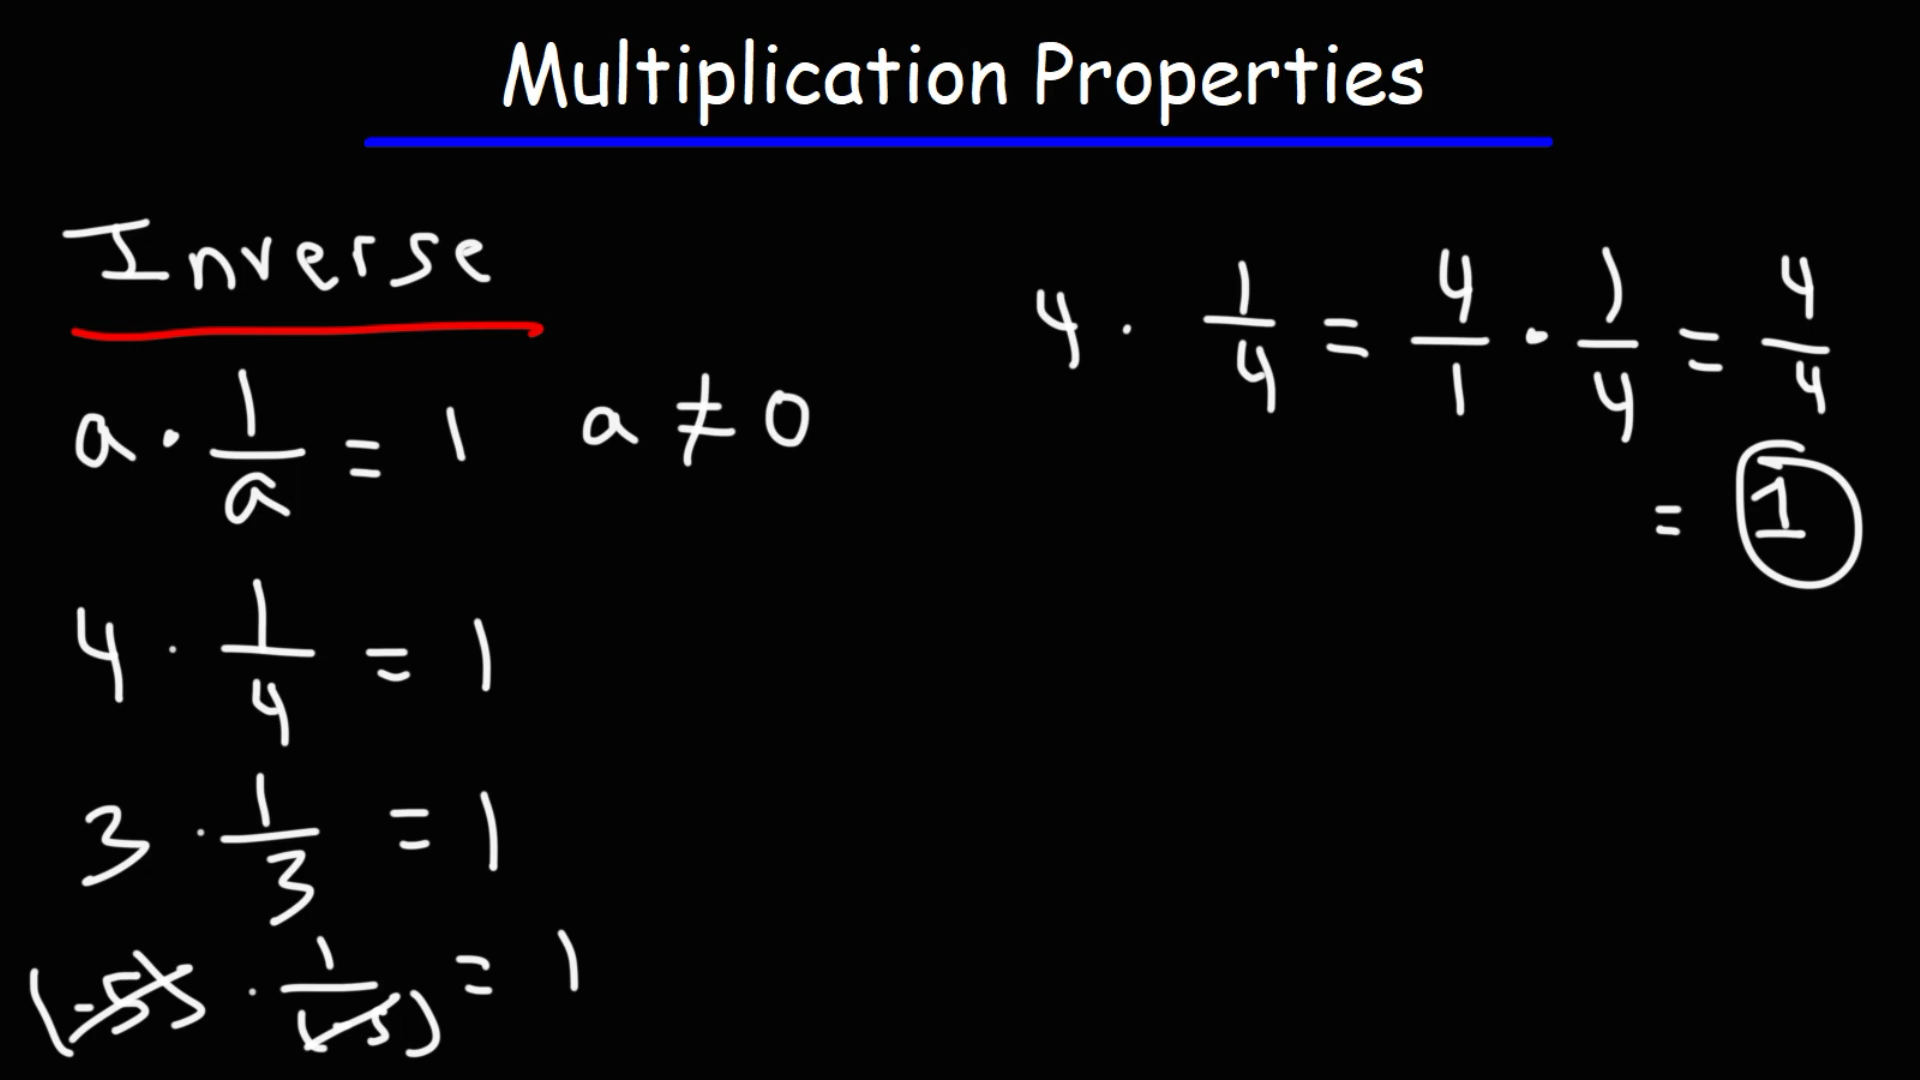 Multiplication Properties
Inverse
a · 1/a = 1  a ≠ 0
4 · 1/4 = 1
3 · 1/3 = 1
(-5) · 1/(-5) = 1
4 · 1/4 = 4/1 · 1/4 = 4/4
= 1